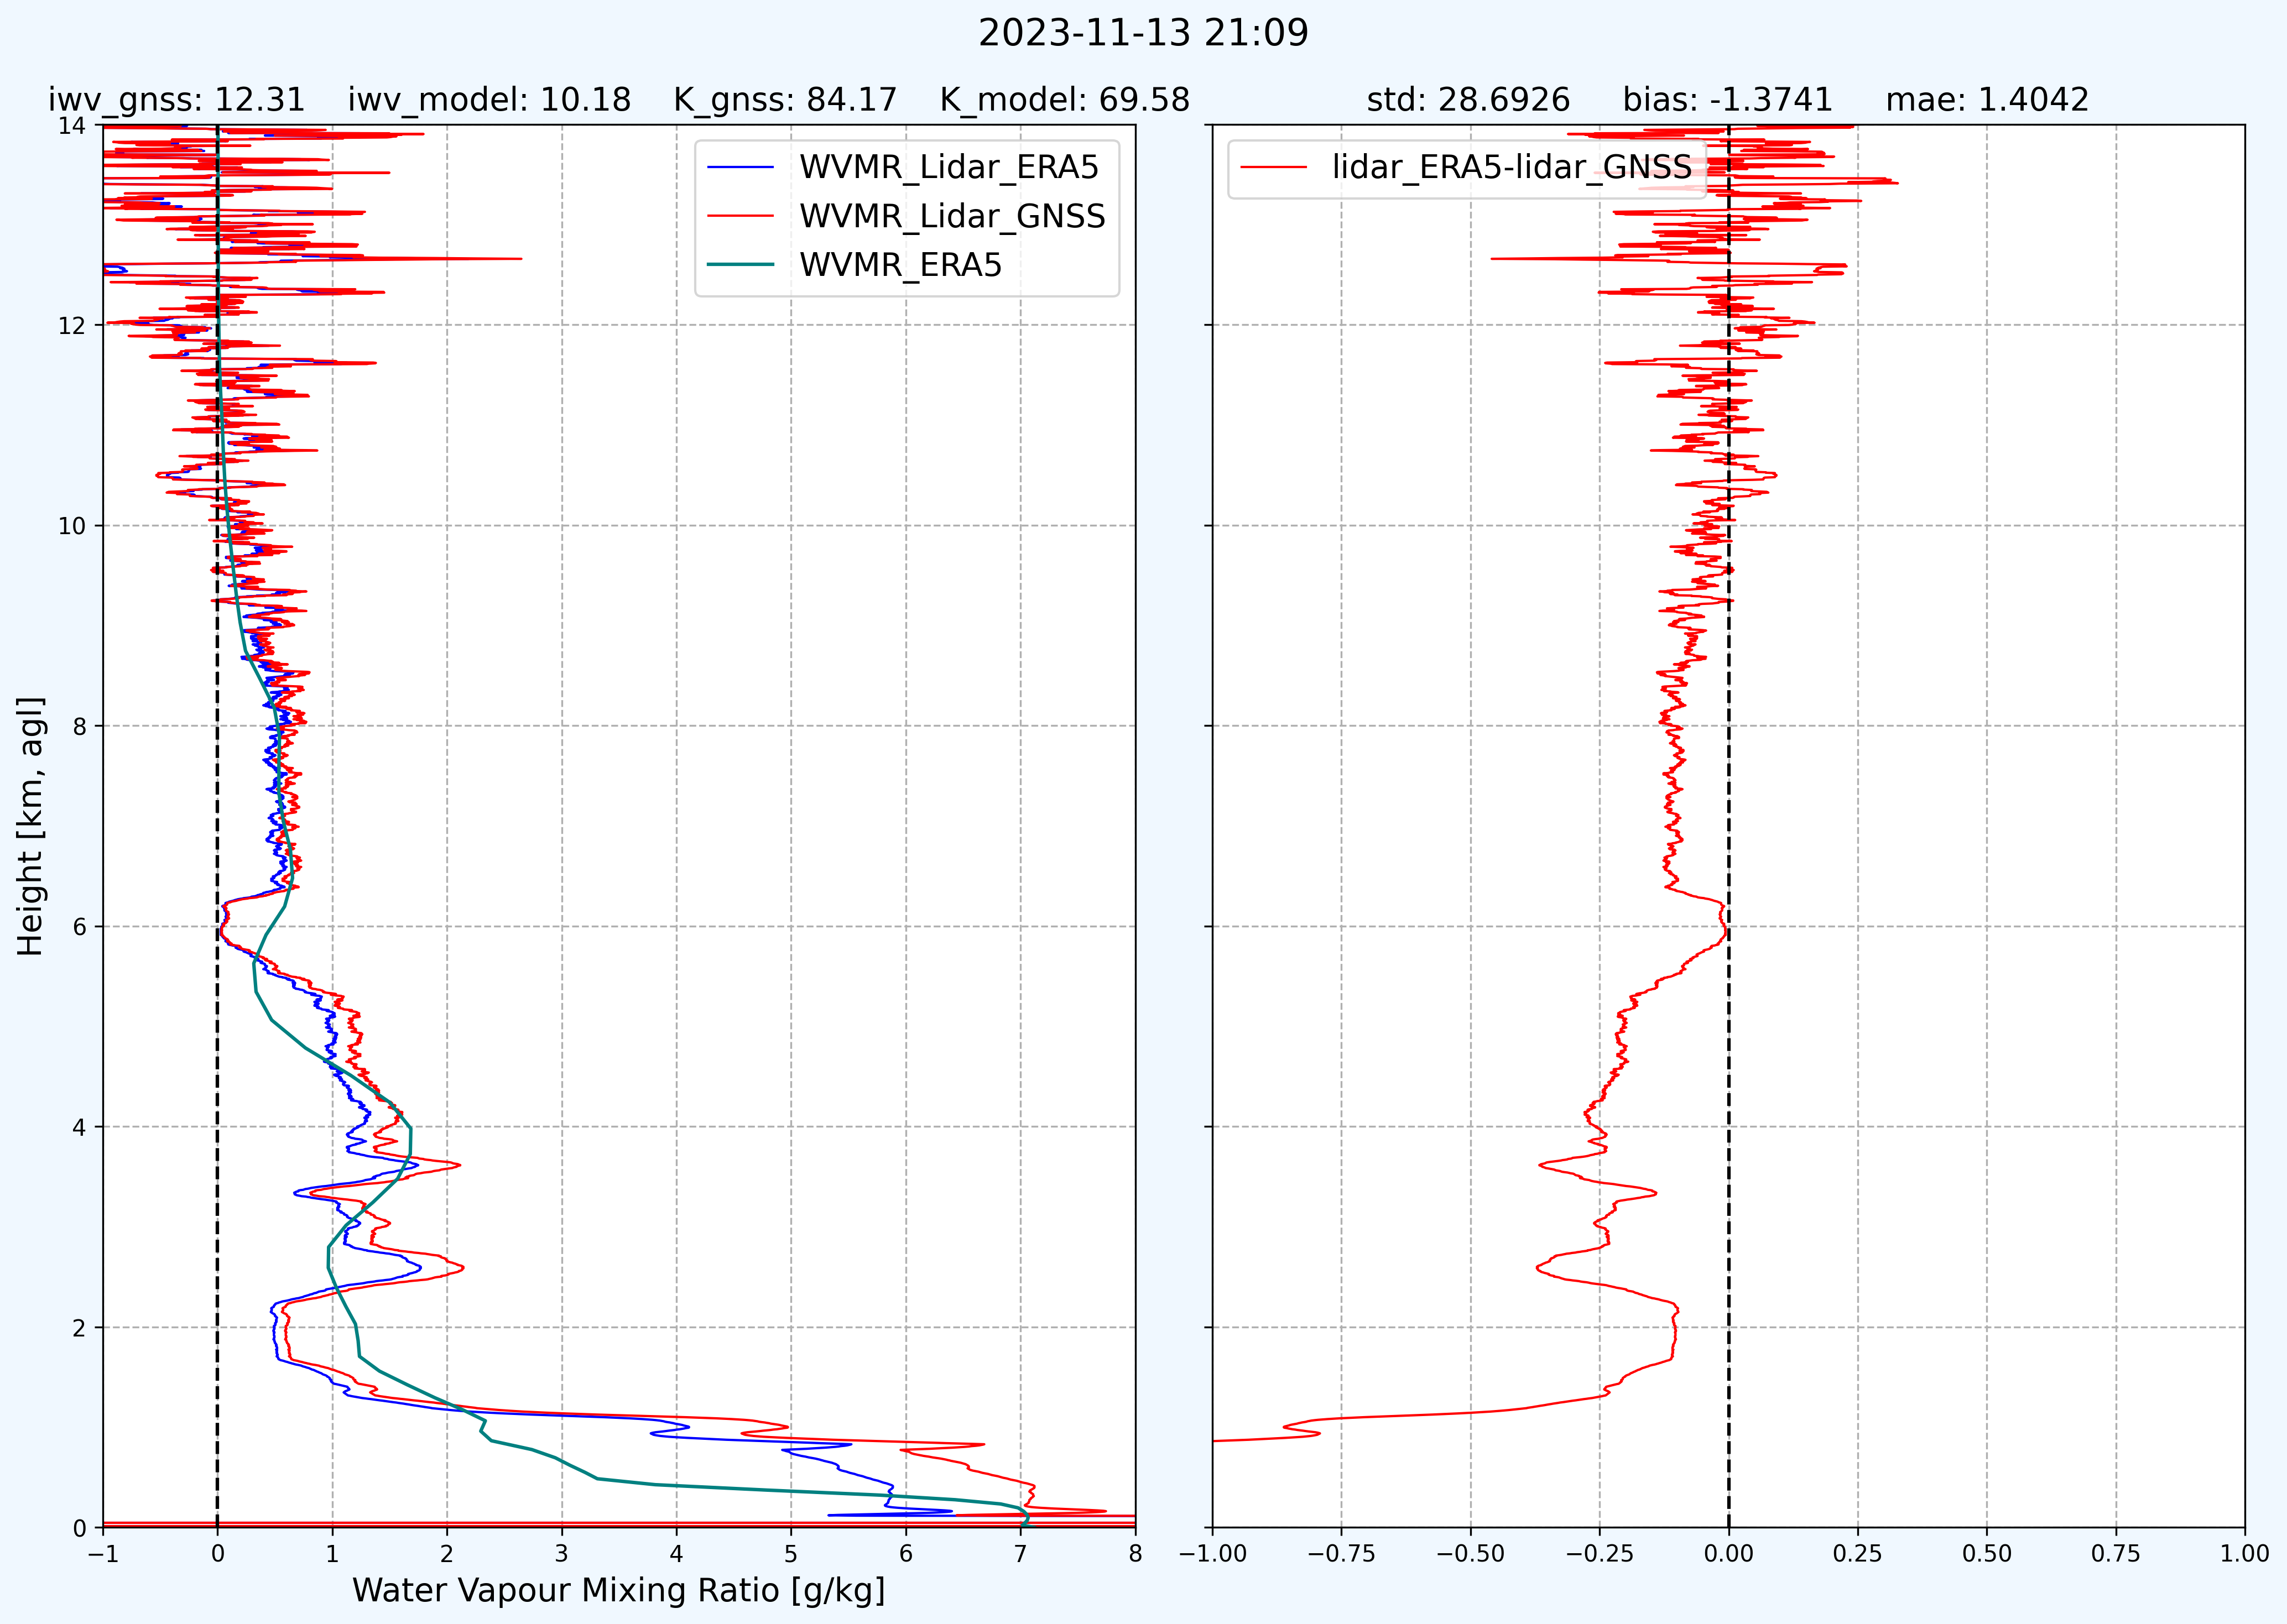 2023-11-13 21:09
iwv_gnss: 12.31 iwv_model: 10.18 K_gnss: 84.17 K_model: 69.58
std: 28.6926 bias: -1.3741 mae: 1.4042
WVMR_Lidar_ERA5
WVMR_Lidar_GNSS
WVMR_ERA5
lidar_ERA5-lidar_GNSS
14
12
10
8
6
4
2
0
Height [km, agl]
−1 0 1 2 3 4 5 6 7 8
Water Vapour Mixing Ratio [g/kg]
−1.00 −0.75 −0.50 −0.25 0.00 0.25 0.50 0.75 1.00